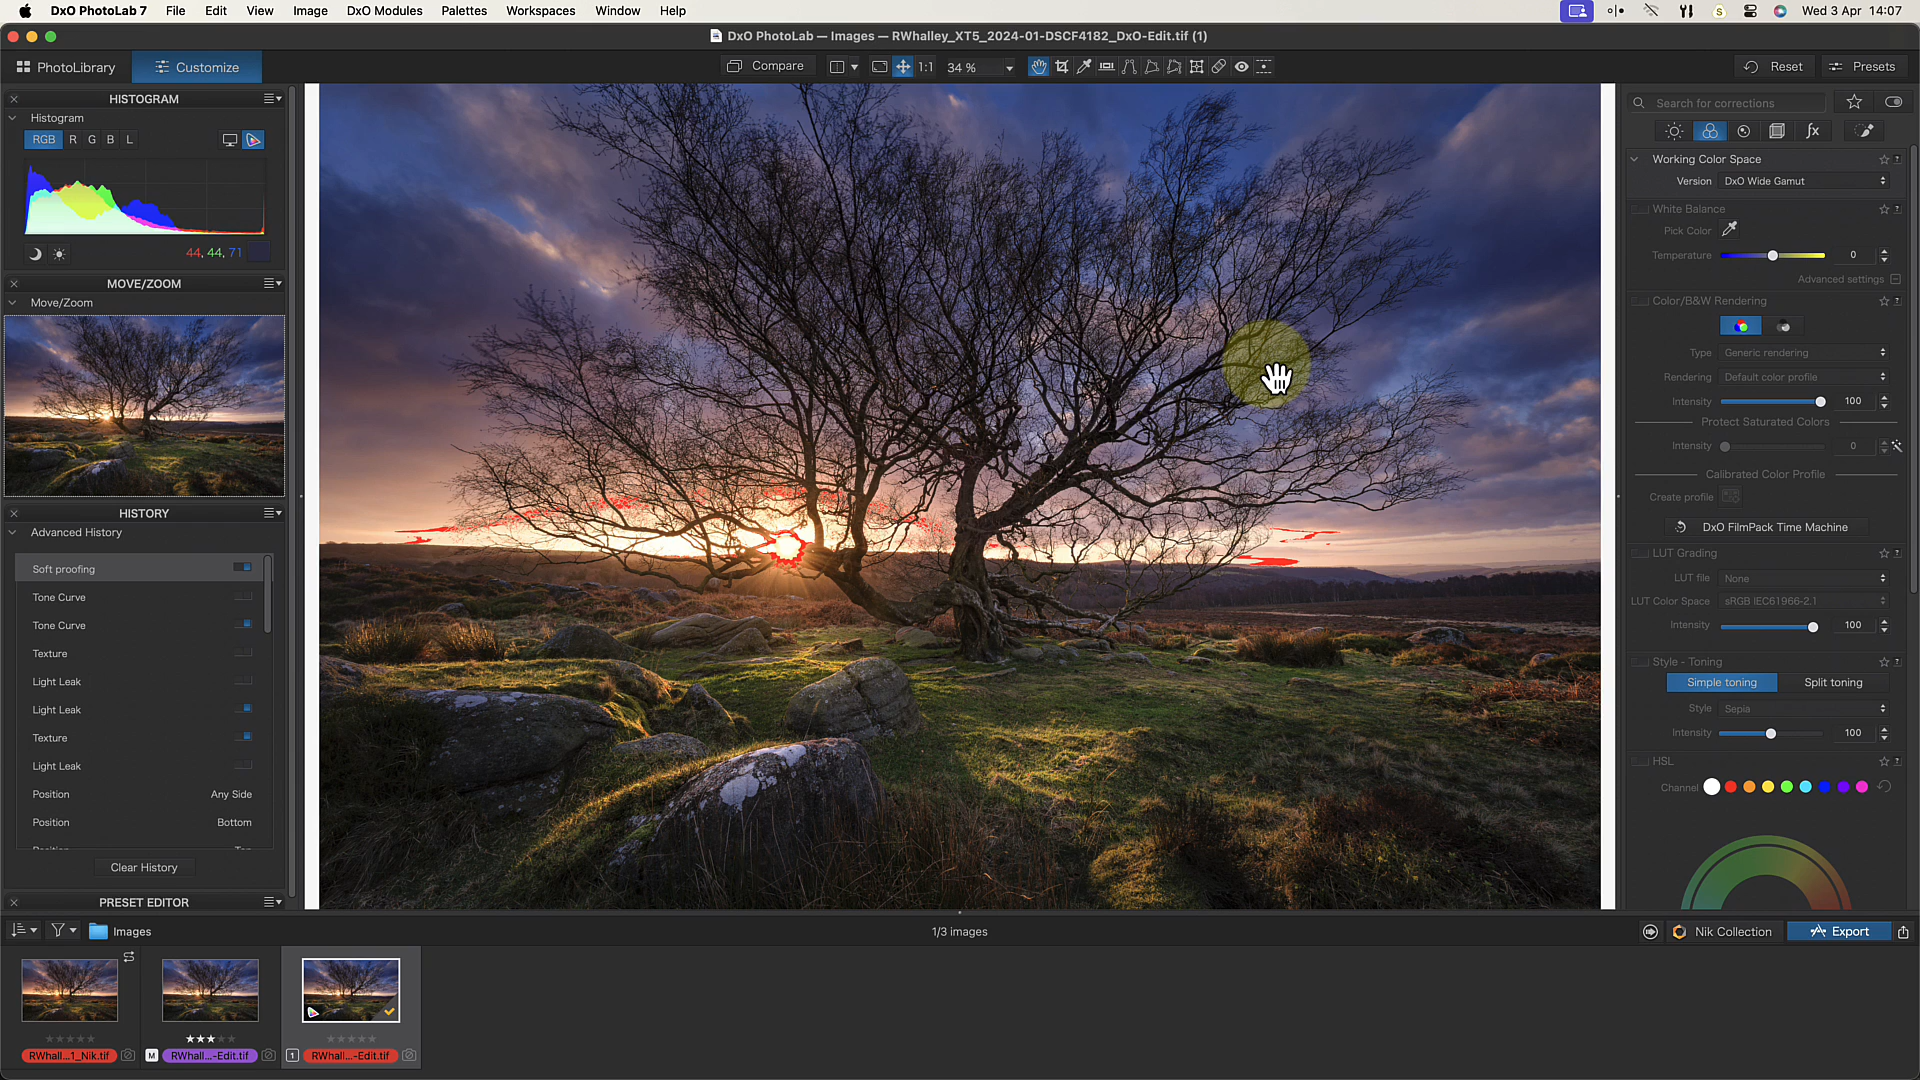 DxO PhotoLab 7 File Edit View Image DxO Modules Palettes Workspaces Window Help Wed 3 Apr 14:07
DxO PhotoLab — Images — RWhalley_XT5_2024-01-DSCF4182_DxO-Edit.tif (1)
PhotoLibrary Customize Compare 1:1 34 % Reset Presets
HISTOGRAM
Histogram
RGB R G B L
44, 44, 71
MOVE/ZOOM
Move/Zoom
HISTORY
Advanced History
Soft proofing
Tone Curve
Tone Curve
Texture
Light Leak
Light Leak
Texture
Light Leak
Position Any Side
Position Bottom
Clear History
PRESET EDITOR
Search for corrections
fx
Working Color Space
Version DxO Wide Gamut
White Balance
Pick Color
Temperature 0
Advanced settings
Color/B&W Rendering
Type Generic rendering
Rendering Default color profile
Intensity 100
Protect Saturated Colors
Intensity 0
Calibrated Color Profile
Create profile
DxO FilmPack Time Machine
LUT Grading
LUT file None
LUT Color Space sRGB IEC61966-2.1
Intensity 100
Style - Toning
Simple toning Split toning
Style Sepia
Intensity 100
HSL
Channel
Images 1/3 images Nik Collection Export
RWhall...1_Nik.tif M RWhall...-Edit.tif 1 RWhall...-Edit.tif